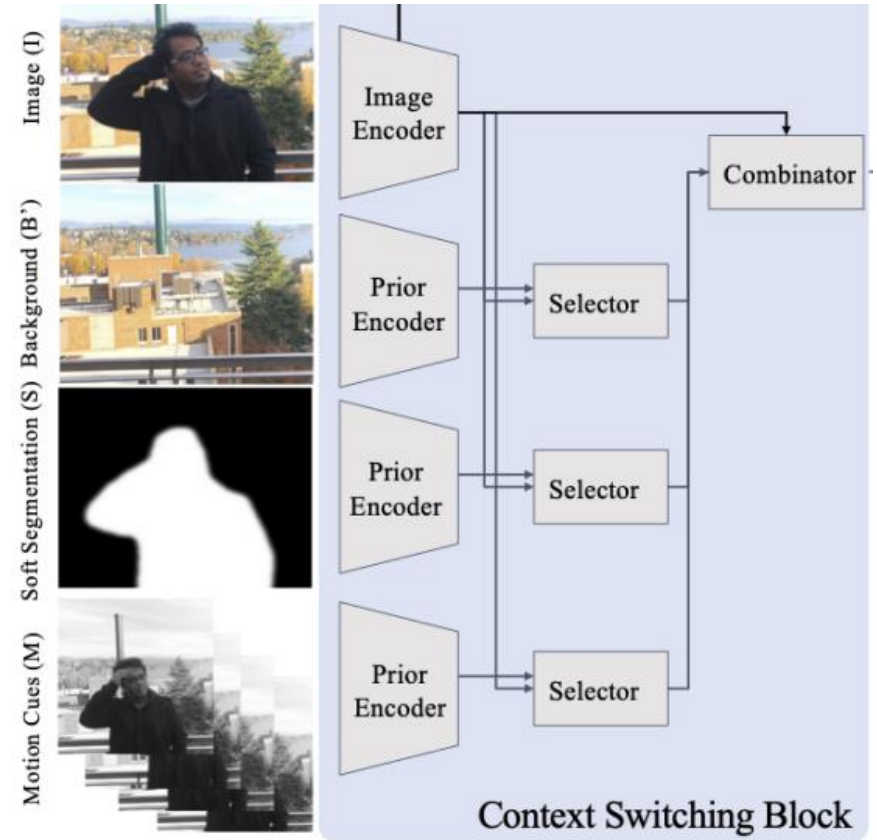 Image (I)
Background (B’)
Soft Segmentation (S)
Motion Cues (M)
Image
Encoder
Combinator
Prior
Encoder
Selector
Prior
Encoder
Selector
Prior
Encoder
Selector
Context Switching Block